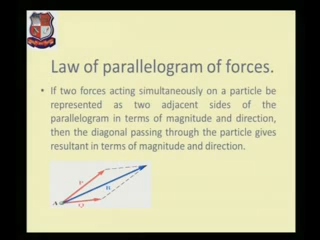 Law of parallelogram of forces.
• If two forces acting simultaneously on a particle be
represented as two adjacent sides of the
parallelogram in terms of magnitude and direction,
then the diagonal passing through the particle gives
resultant in terms of magnitude and direction.
P
R
A
Q